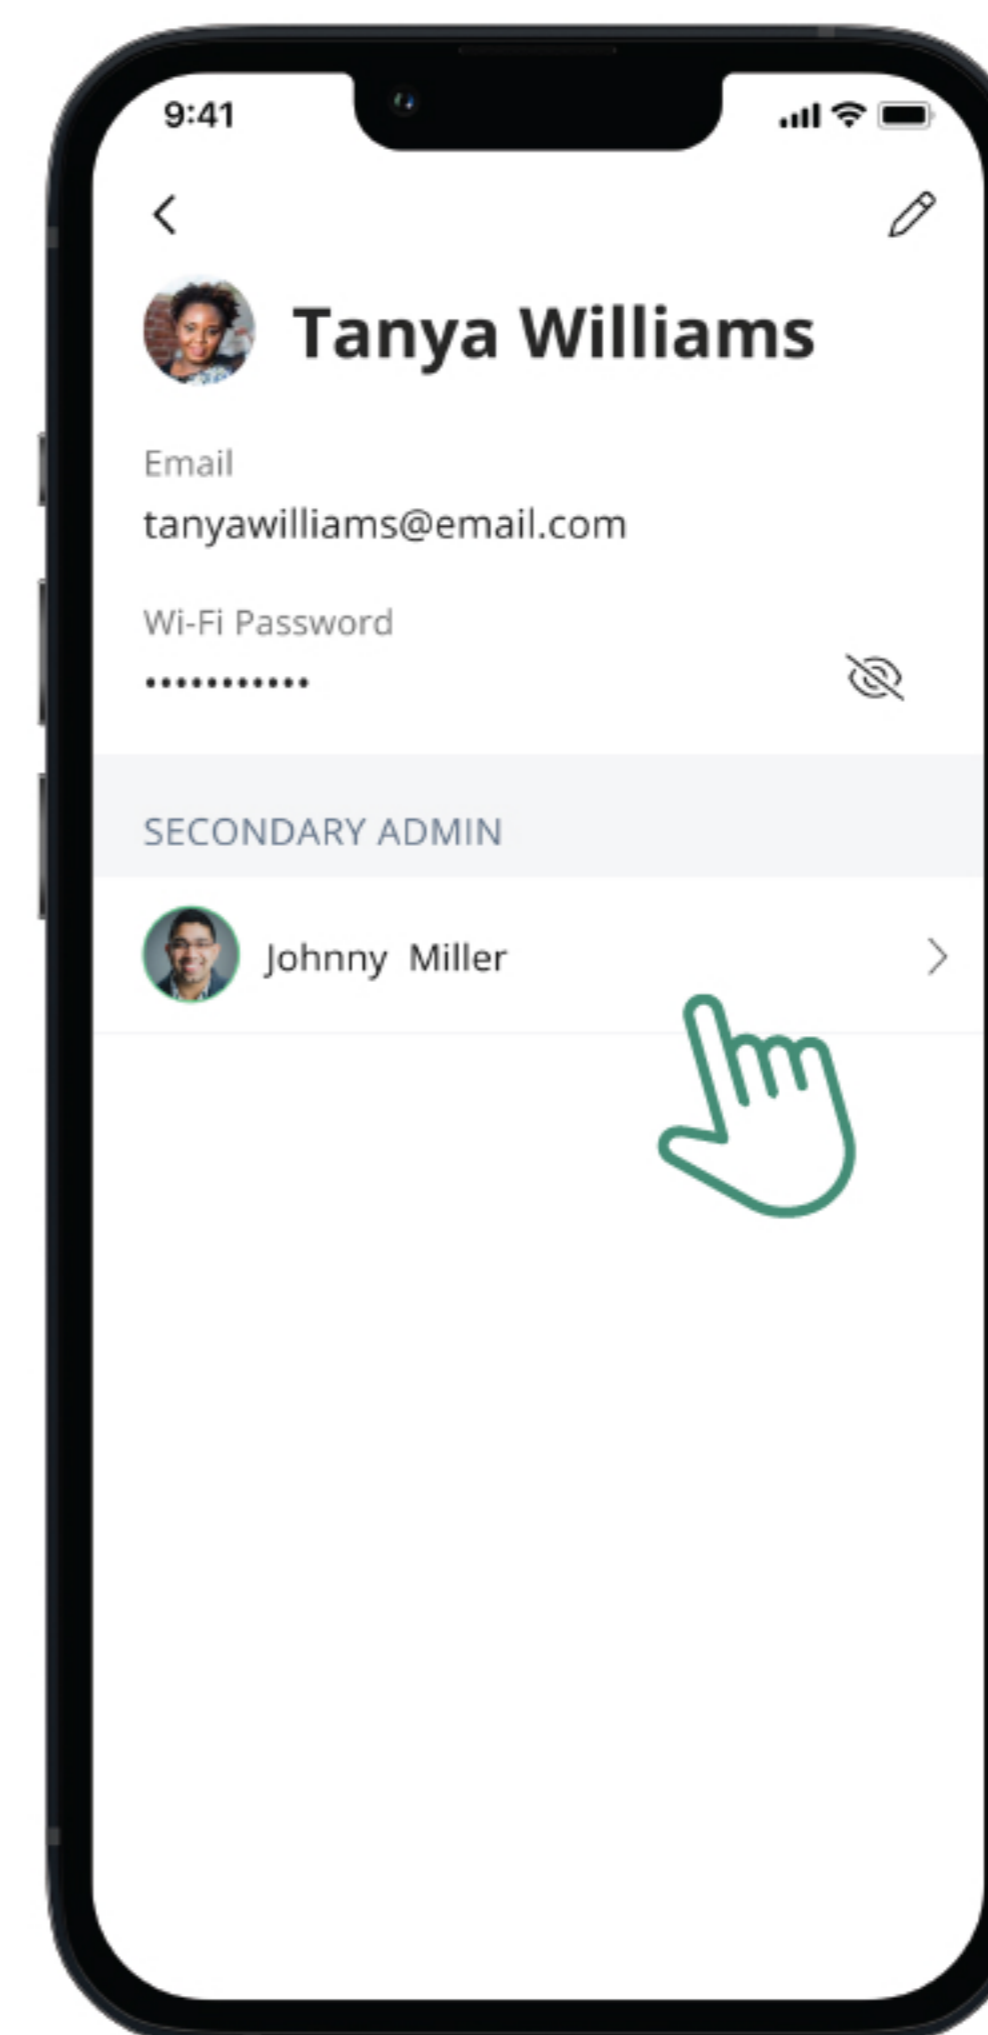 9:41
Tanya Williams
Email
tanyawilliams@email.com
Wi-Fi Password
•••••••••••
SECONDARY ADMIN
Johnny Miller